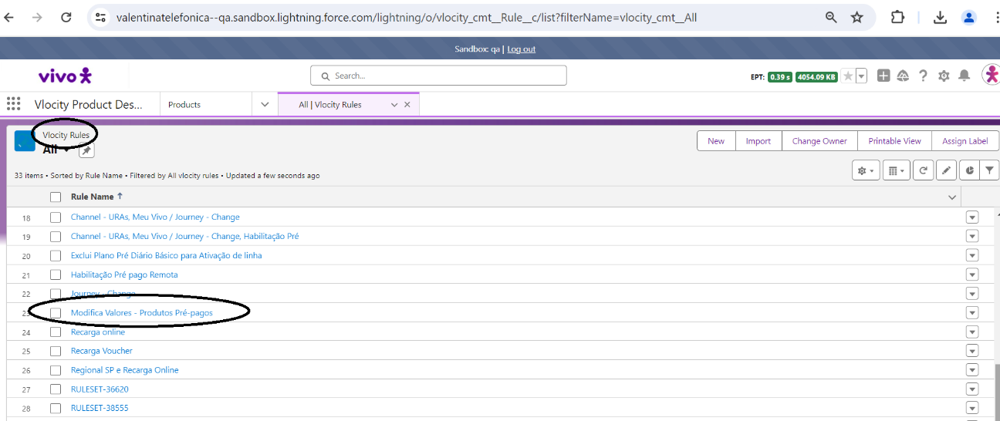 valentinatelefonica--qa.sandbox.lightning.force.com/lightning/o/vlocity_cmt__Rule__c/list?filterName=vlocity_cmt__All
Sandbox: qa | Log out
vivo
Search...
EPT: 0.39 s 4054.09 KB
Vlocity Product Des... Products All | Vlocity Rules
Vlocity Rules
All
New Import Change Owner Printable View Assign Label
33 items • Sorted by Rule Name • Filtered by All vlocity rules • Updated a few seconds ago
Rule Name ↑
18 Channel - URAs, Meu Vivo / Journey - Change
19 Channel - URAs, Meu Vivo / Journey - Change, Habilitação Pré
20 Exclui Plano Pré Diário Básico para Ativação de linha
21 Habilitação Pré pago Remota
22 Journey - Change
23 Modifica Valores - Produtos Pré-pagos
24 Recarga online
25 Recarga Voucher
26 Regional SP e Recarga Online
27 RULESET-36620
28 RULESET-38555